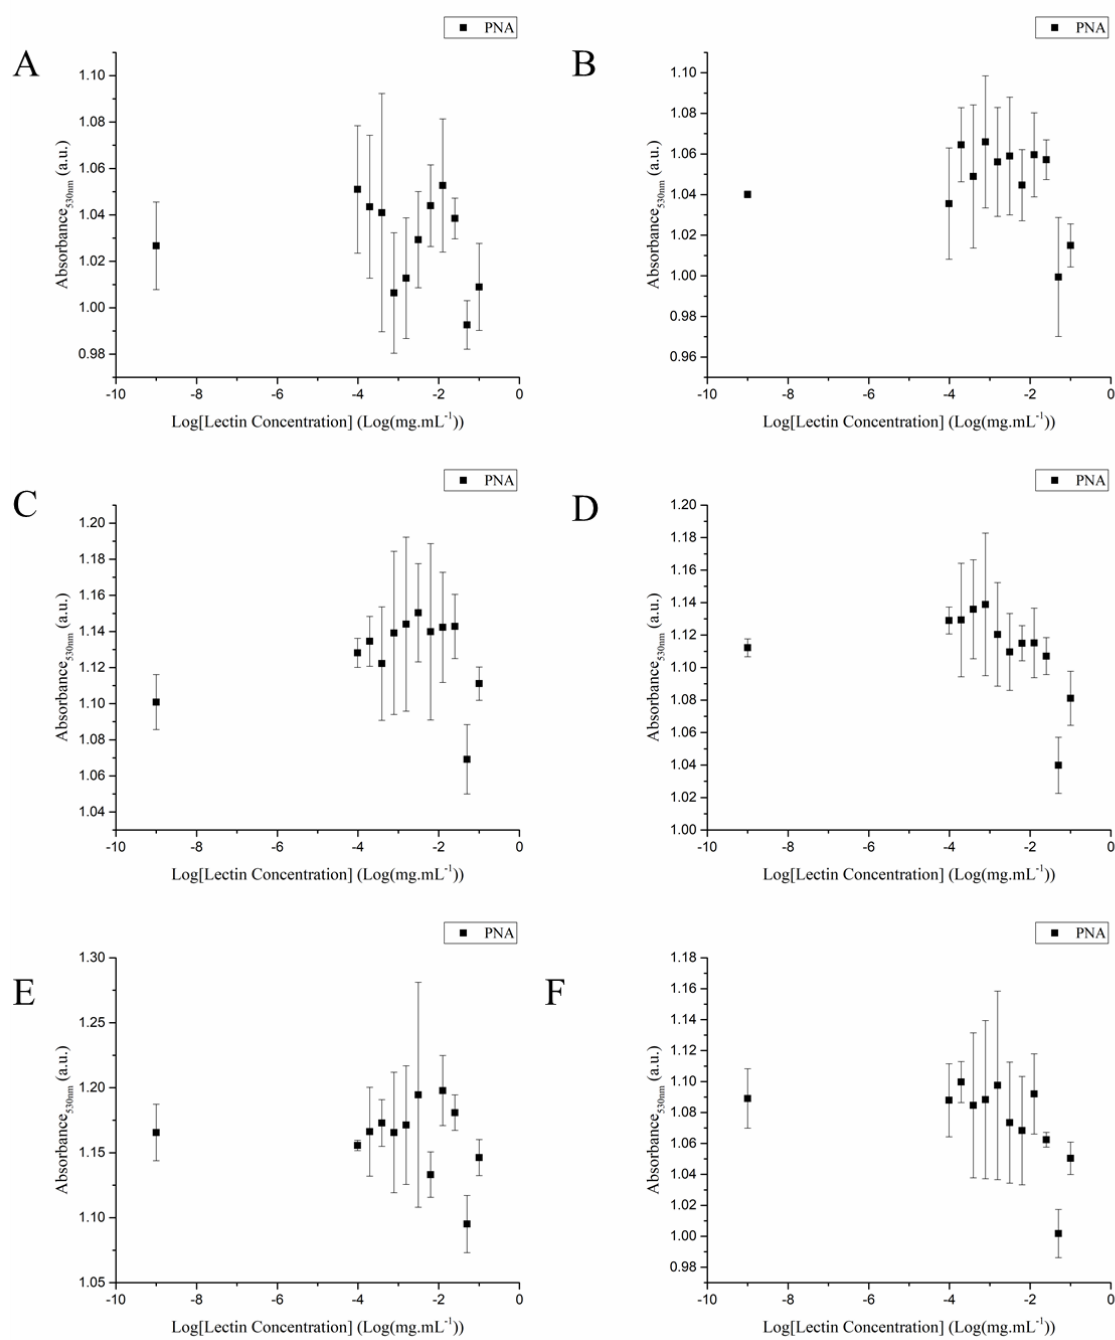 A
PNA
1.10
1.08
1.06
1.04
1.02
1.00
0.98
Absorbance530nm (a.u.)
-10 -8 -6 -4 -2 0
Log[Lectin Concentration] (Log(mg.mL-1))
B
PNA
1.10
1.08
1.06
1.04
1.02
1.00
0.98
0.96
Absorbance530nm (a.u.)
-10 -8 -6 -4 -2 0
Log[Lectin Concentration] (Log(mg.mL-1))
C
PNA
1.20
1.18
1.16
1.14
1.12
1.10
1.08
1.06
1.04
Absorbance530nm (a.u.)
-10 -8 -6 -4 -2 0
Log[Lectin Concentration] (Log(mg.mL-1))
D
PNA
1.20
1.18
1.16
1.14
1.12
1.10
1.08
1.06
1.04
1.02
1.00
Absorbance530nm (a.u.)
-10 -8 -6 -4 -2 0
Log[Lectin Concentration] (Log(mg.mL-1))
E
PNA
1.30
1.25
1.20
1.15
1.10
1.05
Absorbance530nm (a.u.)
-10 -8 -6 -4 -2 0
Log[Lectin Concentration] (Log(mg.mL-1))
F
PNA
1.18
1.16
1.14
1.12
1.10
1.08
1.06
1.04
1.02
1.00
0.98
Absorbance530nm (a.u.)
-10 -8 -6 -4 -2 0
Log[Lectin Concentration] (Log(mg.mL-1))